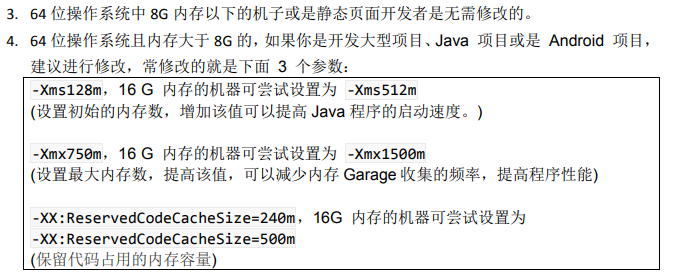 3. 64 位操作系统中 8G 内存以下的机子或是静态页面开发者是无需修改的。
4. 64 位操作系统且内存大于 8G 的，如果你是开发大型项目、Java 项目或是 Android 项目，
建议进行修改，常修改的就是下面 3 个参数：
-Xms128m，16 G 内存的机器可尝试设置为 -Xms512m
(设置初始的内存数，增加该值可以提高 Java 程序的启动速度。)
-Xmx750m，16 G 内存的机器可尝试设置为 -Xmx1500m
(设置最大内存数，提高该值，可以减少内存 Garage 收集的频率，提高程序性能)
-XX:ReservedCodeCacheSize=240m，16G 内存的机器可尝试设置为
-XX:ReservedCodeCacheSize=500m
(保留代码占用的内存容量)